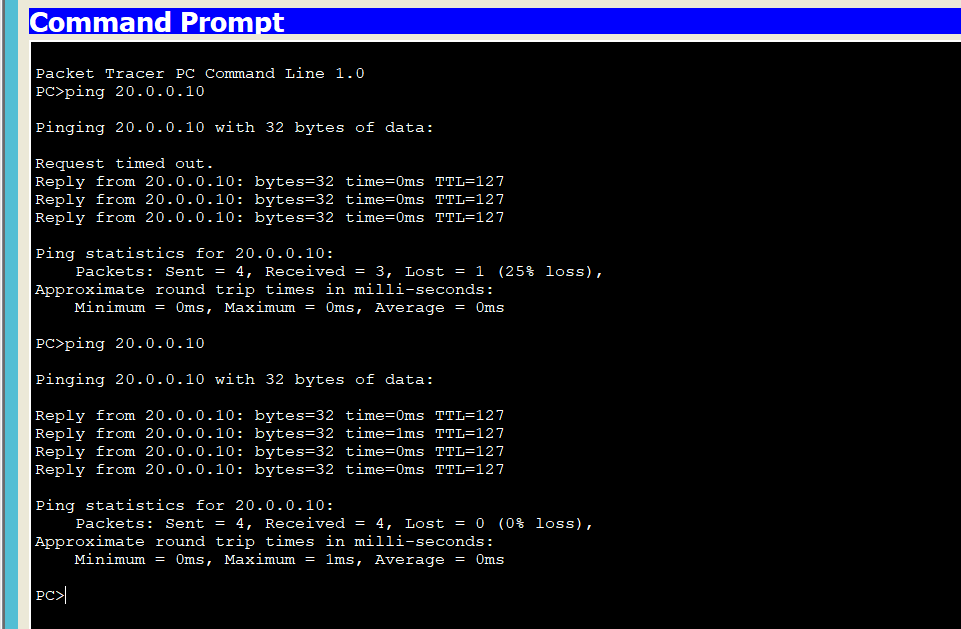 Command Prompt
Packet Tracer PC Command Line 1.0
PC>ping 20.0.0.10
Pinging 20.0.0.10 with 32 bytes of data:
Request timed out.
Reply from 20.0.0.10: bytes=32 time=0ms TTL=127
Reply from 20.0.0.10: bytes=32 time=0ms TTL=127
Reply from 20.0.0.10: bytes=32 time=0ms TTL=127
Ping statistics for 20.0.0.10:
Packets: Sent = 4, Received = 3, Lost = 1 (25% loss),
Approximate round trip times in milli-seconds:
Minimum = 0ms, Maximum = 0ms, Average = 0ms
PC>ping 20.0.0.10
Pinging 20.0.0.10 with 32 bytes of data:
Reply from 20.0.0.10: bytes=32 time=0ms TTL=127
Reply from 20.0.0.10: bytes=32 time=1ms TTL=127
Reply from 20.0.0.10: bytes=32 time=0ms TTL=127
Reply from 20.0.0.10: bytes=32 time=0ms TTL=127
Ping statistics for 20.0.0.10:
Packets: Sent = 4, Received = 4, Lost = 0 (0% loss),
Approximate round trip times in milli-seconds:
Minimum = 0ms, Maximum = 1ms, Average = 0ms
PC>